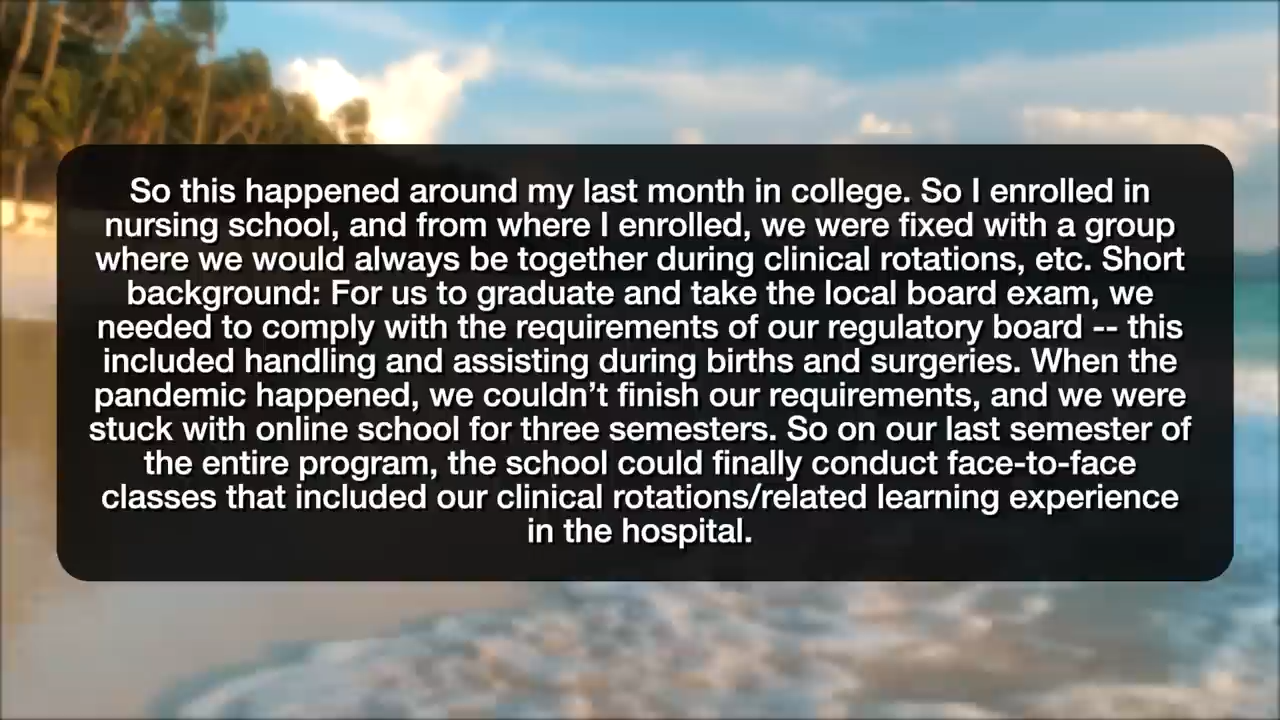 So this happened around my last month in college. So I enrolled in
nursing school, and from where I enrolled, we were fixed with a group
where we would always be together during clinical rotations, etc. Short
background: For us to graduate and take the local board exam, we
needed to comply with the requirements of our regulatory board -- this
included handling and assisting during births and surgeries. When the
pandemic happened, we couldn’t finish our requirements, and we were
stuck with online school for three semesters. So on our last semester of
the entire program, the school could finally conduct face-to-face
classes that included our clinical rotations/related learning experience
in the hospital.